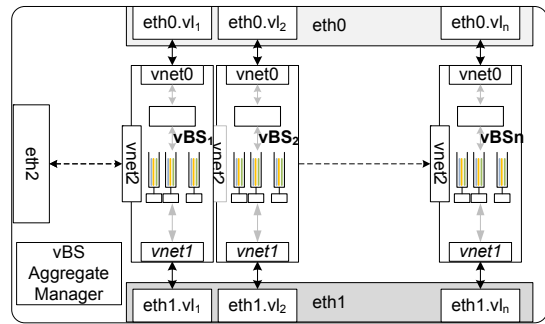 eth0.vl1
eth0.vl2
eth0
eth0.vln
vnet0
vnet0
vnet0
vBS1
vBS2
vBSn
eth2
vnet2
vnet2
vnet2
vnet1
vnet1
vnet1
vBS
Aggregate
Manager
eth1.vl1
eth1.vl2
eth1
eth1.vln